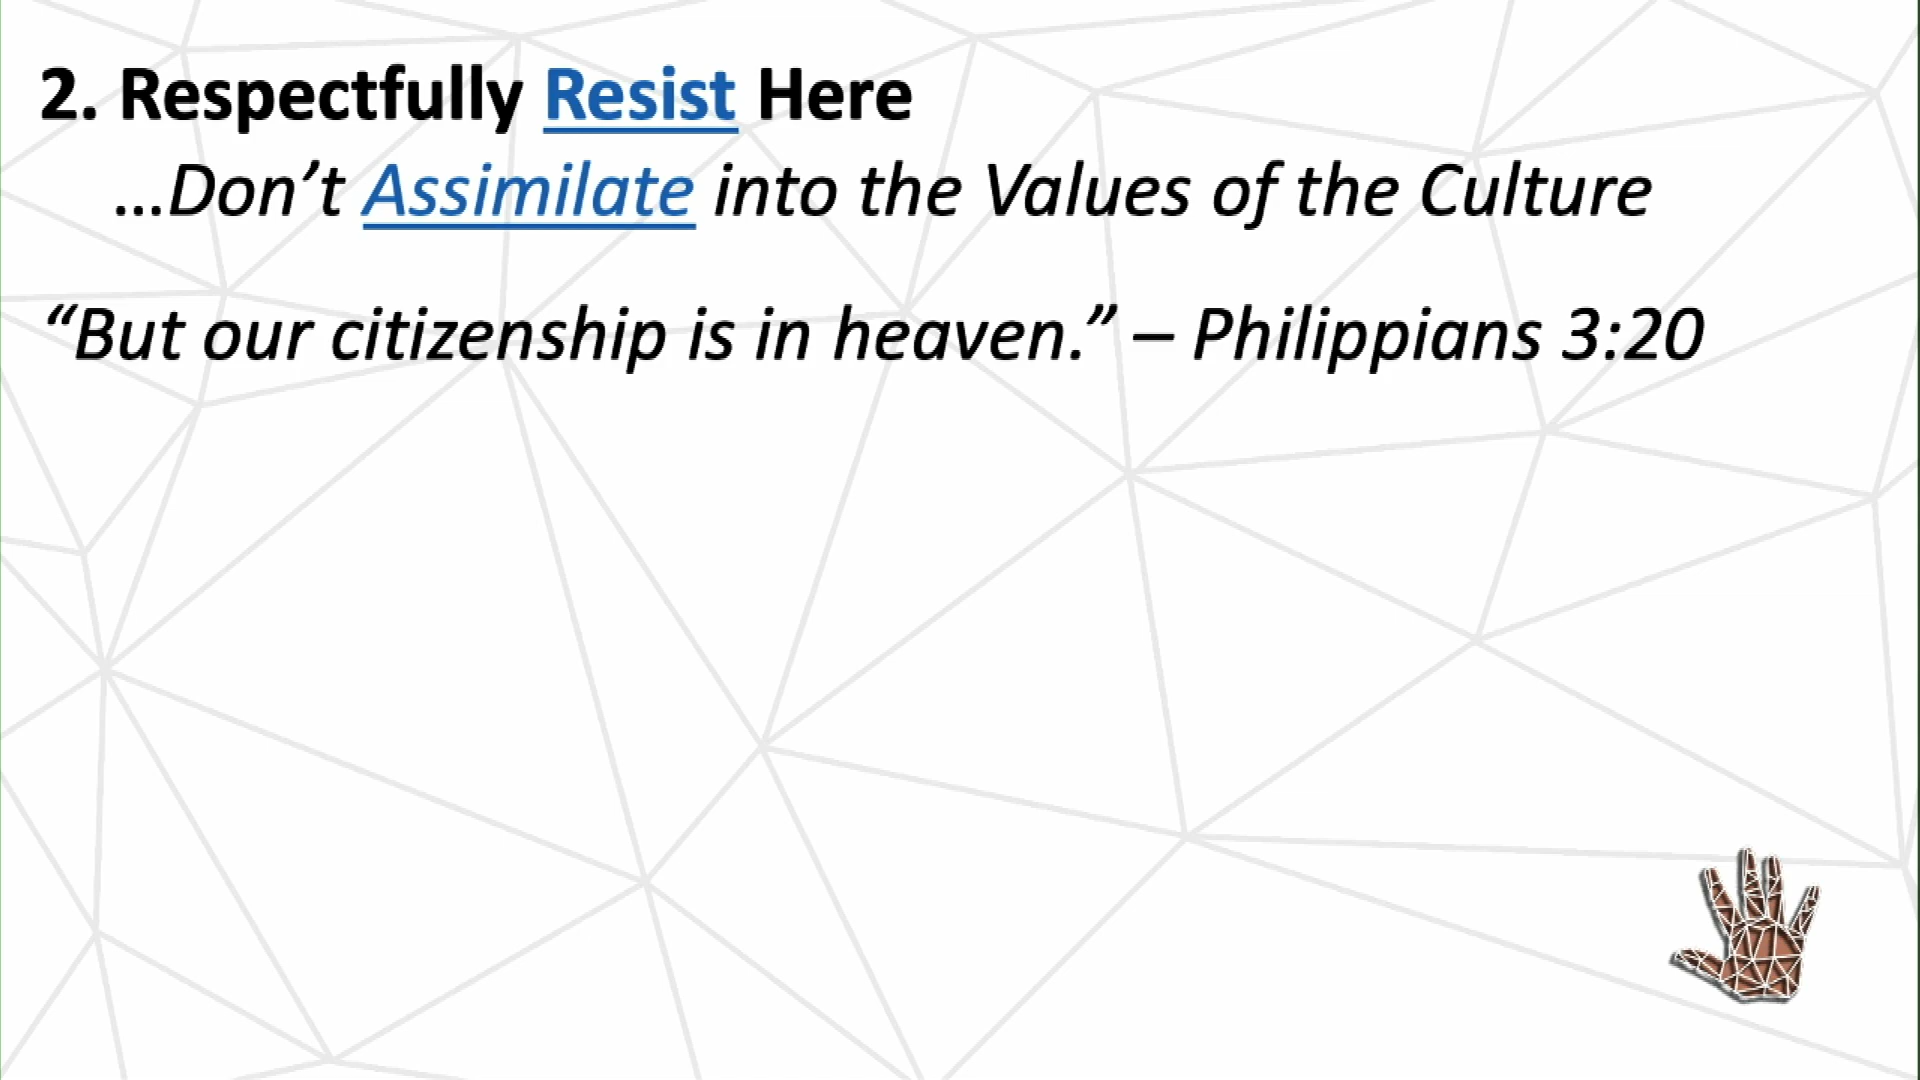 2. Respectfully Resist Here
...Don’t Assimilate into the Values of the Culture
“But our citizenship is in heaven.” – Philippians 3:20